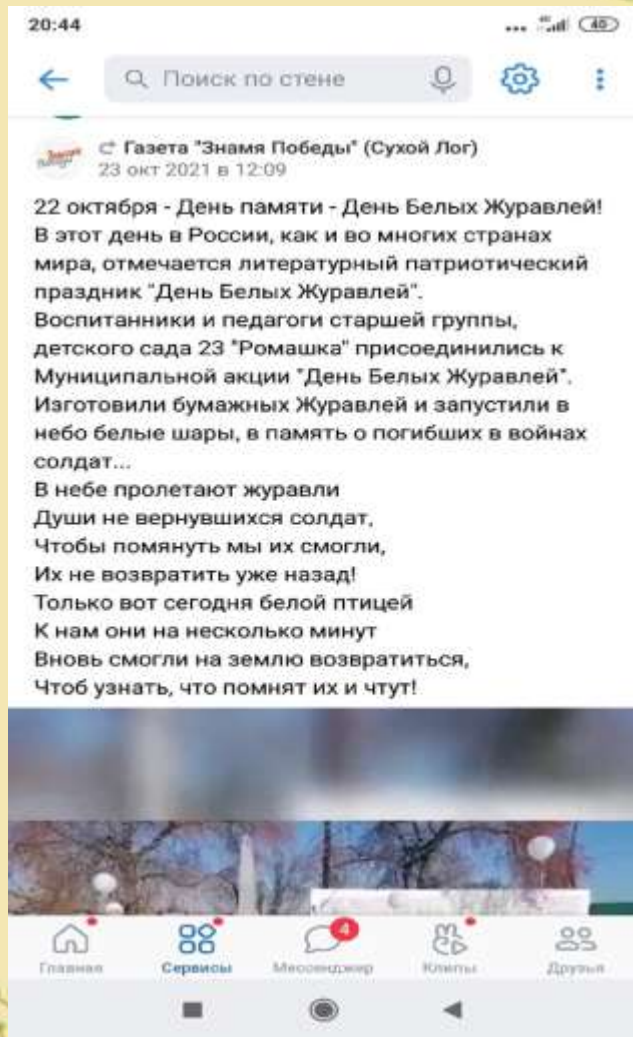 20:44
40
Поиск по стене
Газета "Знамя Победы" (Сухой Лог)
23 окт 2021 в 12:09
22 октября - День памяти - День Белых Журавлей!
В этот день в России, как и во многих странах
мира, отмечается литературный патриотический
праздник "День Белых Журавлей".
Воспитанники и педагоги старшей группы,
детского сада 23 "Ромашка" присоединились к
Муниципальной акции "День Белых Журавлей".
Изготовили бумажных Журавлей и запустили в
небо белые шары, в память о погибших в войнах
солдат...
В небе пролетают журавли
Души не вернувшихся солдат,
Чтобы помянуть мы их смогли,
Их не возвратить уже назад!
Только вот сегодня белой птицей
К нам они на несколько минут
Вновь смогли на землю возвратиться,
Чтоб узнать, что помнят их и чтут!
4
Главная Сервисы Мессенджер Клипы Друзья